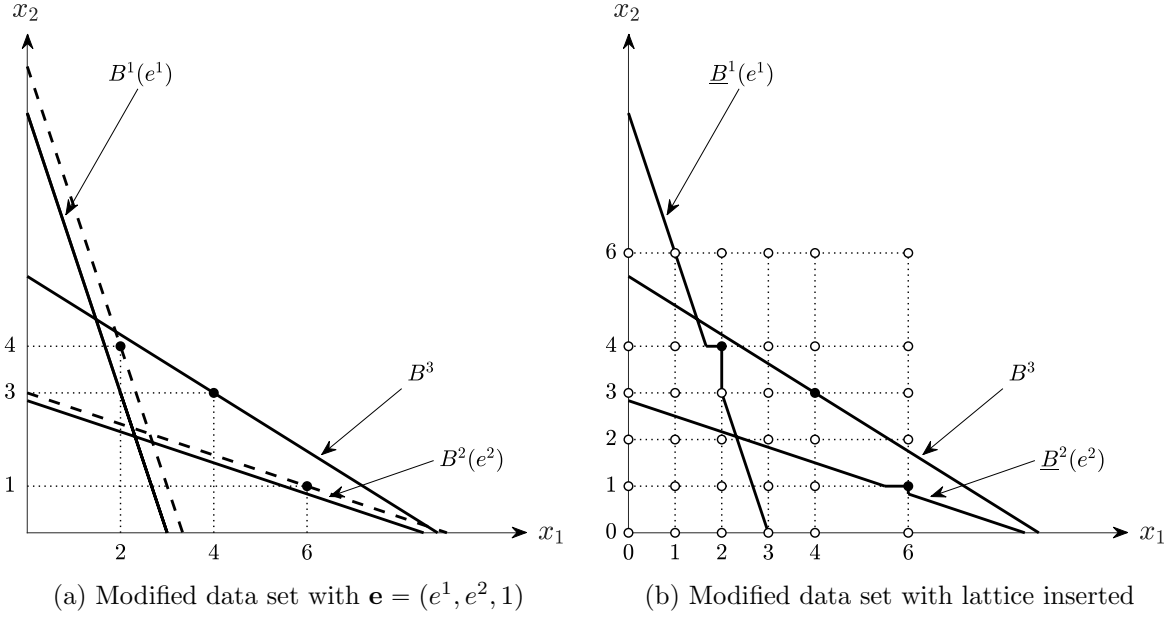 x₂
B¹(e¹)
4
3
B³
B²(e²)
1
2
4
6
x₁
(a) Modified data set with e = (e¹, e², 1)
x₂
B¹(e¹)
6
4
3
2
1
0
B³
B²(e²)
0
1
2
3
4
6
x₁
(b) Modified data set with lattice inserted